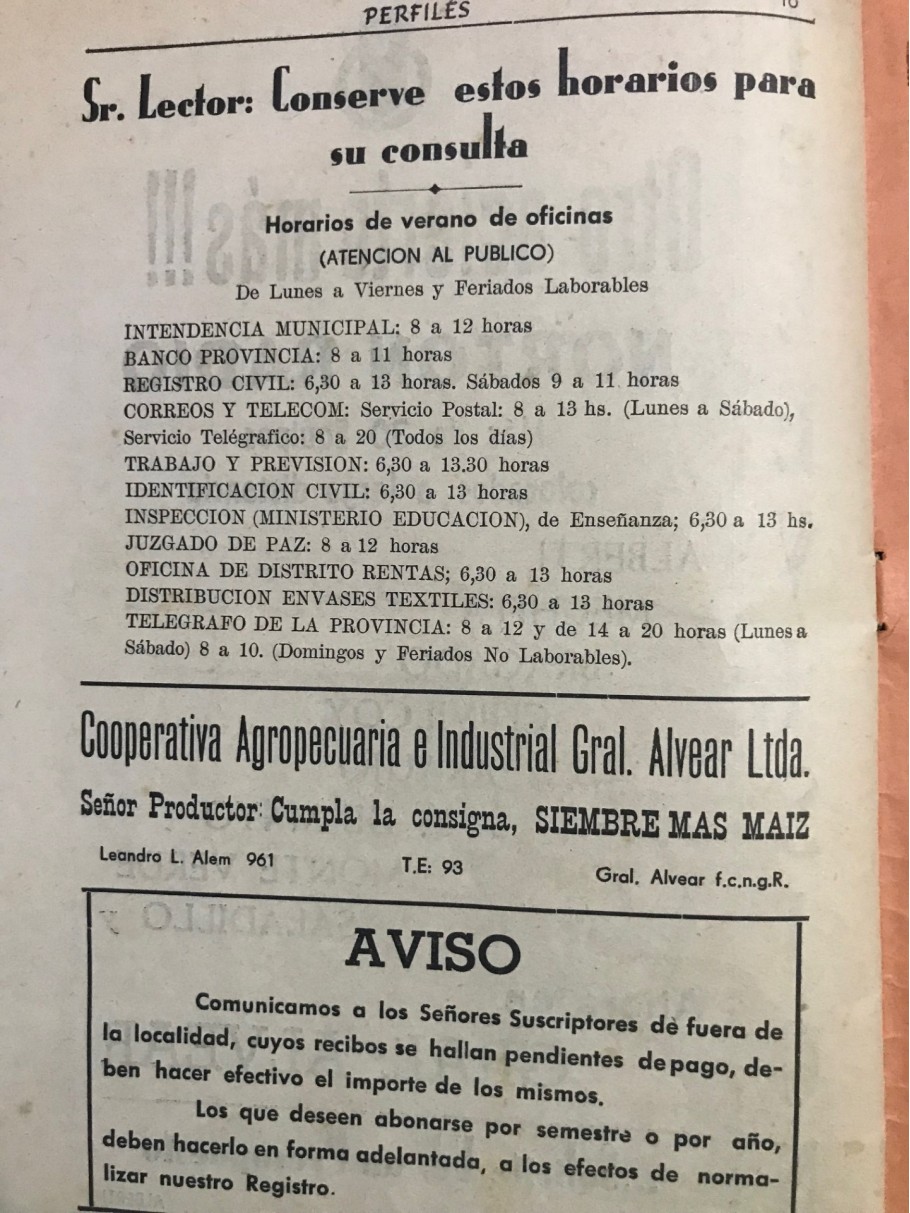 PERFILES
Sr. Lector: Conserve estos horarios para
su consulta
Horarios de verano de oficinas
(ATENCION AL PUBLICO)
De Lunes a Viernes y Feriados Laborables
INTENDENCIA MUNICIPAL: 8 a 12 horas
BANCO PROVINCIA: 8 a 11 horas
REGISTRO CIVIL: 6,30 a 13 horas. Sábados 9 a 11 horas
CORREOS Y TELECOM: Servicio Postal: 8 a 13 hs. (Lunes a Sábado),
Servicio Telégrafico: 8 a 20 (Todos los días)
TRABAJO Y PREVISION: 6,30 a 13.30 horas
IDENTIFICACION CIVIL: 6,30 a 13 horas
INSPECCION (MINISTERIO EDUCACION), de Enseñanza; 6,30 a 13 hs.
JUZGADO DE PAZ: 8 a 12 horas
OFICINA DE DISTRITO RENTAS; 6,30 a 13 horas
DISTRIBUCION ENVASES TEXTILES: 6,30 a 13 horas
TELEGRAFO DE LA PROVINCIA: 8 a 12 y de 14 a 20 horas (Lunes a
Sábado) 8 a 10. (Domingos y Feriados No Laborables).
Cooperativa Agropecuaria e Industrial Gral. Alvear Ltda.
Señor Productor: Cumpla la consigna, SIEMBRE MAS MAIZ
Leandro L. Alem 961 T.E: 93 Gral. Alvear f.c.n.g.R.
AVISO
Comunicamos a los Señores Suscriptores de fuera de
la localidad, cuyos recibos se hallan pendientes de pago, de-
ben hacer efectivo el importe de los mismos.
Los que deseen abonarse por semestre o por año,
deben hacerlo en forma adelantada, a los efectos de norma-
lizar nuestro Registro.